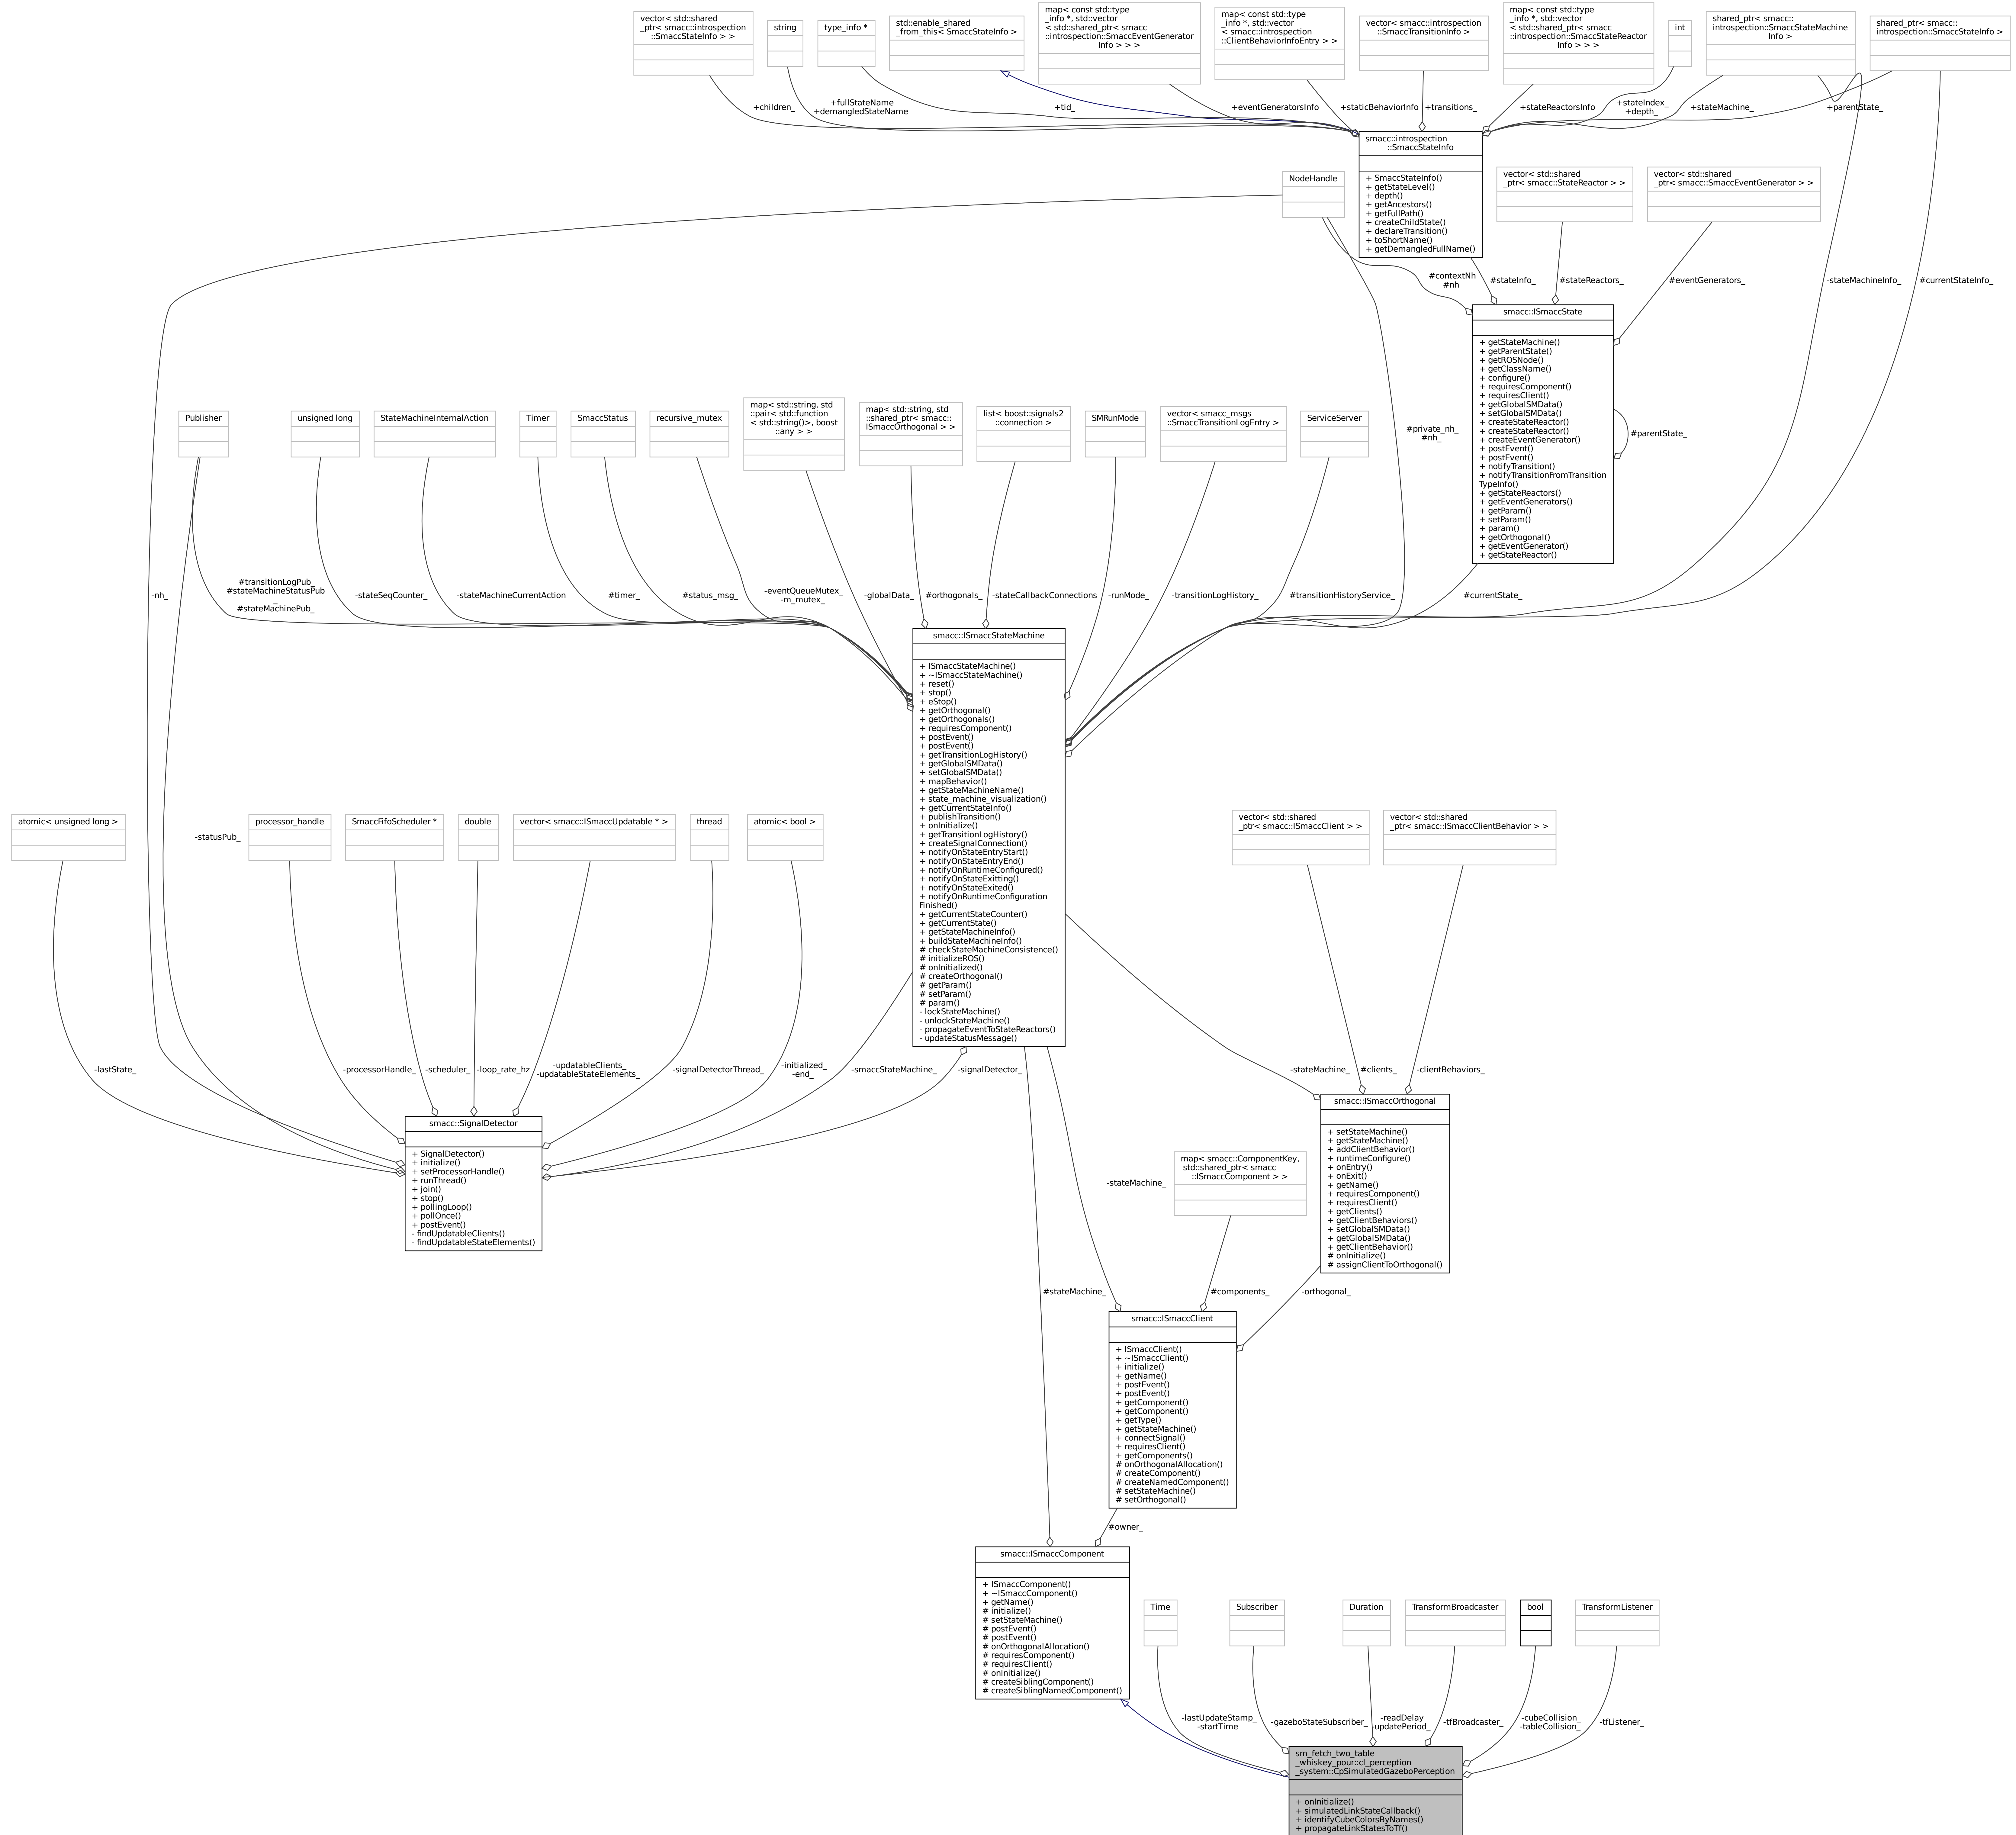 vector< std::shared
_ptr< smacc::introspection
::SmaccStateInfo > >
string
type_info *
std::enable_shared
_from_this< SmaccStateInfo >
map< const std::type
_info *, std::vector
< std::shared_ptr< smacc
::introspection::SmaccEventGenerator
Info > > >
map< const std::type
_info *, std::vector
< smacc::introspection
::ClientBehaviorInfoEntry > >
vector< smacc::introspection
::SmaccTransitionInfo >
map< const std::type
_info *, std::vector
< std::shared_ptr< smacc
::introspection::SmaccStateReactor
Info > > >
int
shared_ptr< smacc::
introspection::SmaccStateMachine
Info >
shared_ptr< smacc::
introspection::SmaccStateInfo >
+children_
+fullStateName
+demangledStateName
+tid_
+eventGeneratorsInfo
+staticBehaviorInfo
+transitions_
+stateReactorsInfo
+stateIndex_
+depth_
+stateMachine_
+parentState_
smacc::introspection
::SmaccStateInfo
+ SmaccStateInfo()
+ getStateLevel()
+ depth()
+ getAncestors()
+ getFullPath()
+ createChildState()
+ declareTransition()
+ toShortName()
+ getDemangledFullName()
NodeHandle
vector< std::shared
_ptr< smacc::StateReactor > >
vector< std::shared
_ptr< smacc::SmaccEventGenerator > >
#contextNh
#nh
#stateInfo_
#stateReactors_
#eventGenerators_
-stateMachineInfo_
#currentStateInfo_
smacc::ISmaccState
+ getStateMachine()
+ getParentState()
+ getROSNode()
+ getClassName()
+ configure()
+ requiresComponent()
+ requiresClient()
+ getGlobalSMData()
+ setGlobalSMData()
+ createStateReactor()
+ createStateReactor()
+ createEventGenerator()
+ postEvent()
+ postEvent()
+ notifyTransition()
+ notifyTransitionFromTransition
TypeInfo()
+ getStateReactors()
+ getEventGenerators()
+ getParam()
+ setParam()
+ param()
+ getOrthogonal()
+ getEventGenerator()
+ getStateReactor()
#parentState_
Publisher
unsigned long
StateMachineInternalAction
Timer
SmaccStatus
recursive_mutex
map< std::string, std
::pair< std::function
< std::string()>, boost
::any > >
map< std::string, std
::shared_ptr< smacc::
ISmaccOrthogonal > >
list< boost::signals2
::connection >
SMRunMode
vector< smacc_msgs
::SmaccTransitionLogEntry >
ServiceServer
#private_nh_
#nh_
-nh_
#transitionLogPub_
#stateMachineStatusPub
_
#stateMachinePub_
-stateSeqCounter_
-stateMachineCurrentAction
#timer_
#status_msg_
-eventQueueMutex_
-m_mutex_
-globalData_
#orthogonals_
-stateCallbackConnections
-runMode_
-transitionLogHistory_
#transitionHistoryService_
#currentState_
smacc::ISmaccStateMachine
+ ISmaccStateMachine()
+ ~ISmaccStateMachine()
+ reset()
+ stop()
+ eStop()
+ getOrthogonal()
+ getOrthogonals()
+ requiresComponent()
+ postEvent()
+ postEvent()
+ getTransitionLogHistory()
+ getGlobalSMData()
+ setGlobalSMData()
+ mapBehavior()
+ getStateMachineName()
+ state_machine_visualization()
+ getCurrentStateInfo()
+ publishTransition()
+ onInitialize()
+ getTransitionLogHistory()
+ createSignalConnection()
+ notifyOnStateEntryStart()
+ notifyOnStateEntryEnd()
+ notifyOnRuntimeConfigured()
+ notifyOnStateExitting()
+ notifyOnStateExited()
+ notifyOnRuntimeConfiguration
Finished()
+ getCurrentStateCounter()
+ getCurrentState()
+ getStateMachineInfo()
+ buildStateMachineInfo()
# checkStateMachineConsistence()
# initializeROS()
# onInitialized()
# createOrthogonal()
# getParam()
# setParam()
# param()
- lockStateMachine()
- unlockStateMachine()
- propagateEventToStateReactors()
- updateStatusMessage()
atomic< unsigned long >
-statusPub_
processor_handle
SmaccFifoScheduler *
double
vector< smacc::ISmaccUpdatable * >
thread
atomic< bool >
vector< std::shared
_ptr< smacc::ISmaccClient > >
vector< std::shared
_ptr< smacc::ISmaccClientBehavior > >
-lastState_
-processorHandle_
-scheduler_
-loop_rate_hz
-updatableClients_
-updatableStateElements_
-signalDetectorThread_
-initialized_
-end_
-smaccStateMachine_
-signalDetector_
-stateMachine_
#clients_
-clientBehaviors_
smacc::SignalDetector
+ SignalDetector()
+ initialize()
+ setProcessorHandle()
+ runThread()
+ join()
+ stop()
+ pollingLoop()
+ pollOnce()
+ postEvent()
- findUpdatableClients()
- findUpdatableStateElements()
smacc::ISmaccOrthogonal
+ setStateMachine()
+ getStateMachine()
+ addClientBehavior()
+ runtimeConfigure()
+ onEntry()
+ onExit()
+ getName()
+ requiresComponent()
+ requiresClient()
+ getClients()
+ getClientBehaviors()
+ setGlobalSMData()
+ getGlobalSMData()
+ getClientBehavior()
# onInitialize()
# assignClientToOrthogonal()
map< smacc::ComponentKey,
std::shared_ptr< smacc
::ISmaccComponent > >
-stateMachine_
#stateMachine_
#components_
-orthogonal_
smacc::ISmaccClient
+ ISmaccClient()
+ ~ISmaccClient()
+ initialize()
+ getName()
+ postEvent()
+ postEvent()
+ getComponent()
+ getComponent()
+ getType()
+ getStateMachine()
+ connectSignal()
+ requiresClient()
+ getComponents()
# onOrthogonalAllocation()
# createComponent()
# createNamedComponent()
# setStateMachine()
# setOrthogonal()
#owner_
smacc::ISmaccComponent
+ ISmaccComponent()
+ ~ISmaccComponent()
+ getName()
# initialize()
# setStateMachine()
# postEvent()
# postEvent()
# onOrthogonalAllocation()
# requiresComponent()
# requiresClient()
# onInitialize()
# createSiblingComponent()
# createSiblingNamedComponent()
Time
Subscriber
Duration
TransformBroadcaster
bool
TransformListener
-lastUpdateStamp_
-startTime
-gazeboStateSubscriber_
-readDelay
-updatePeriod_
-tfBroadcaster_
-cubeCollision_
-tableCollision_
-tfListener_
sm_fetch_two_table
_whiskey_pour::cl_perception
_system::CpSimulatedGazeboPerception
+ onInitialize()
+ simulatedLinkStateCallback()
+ identifyCubeColorsByNames()
+ propagateLinkStatesToTf()